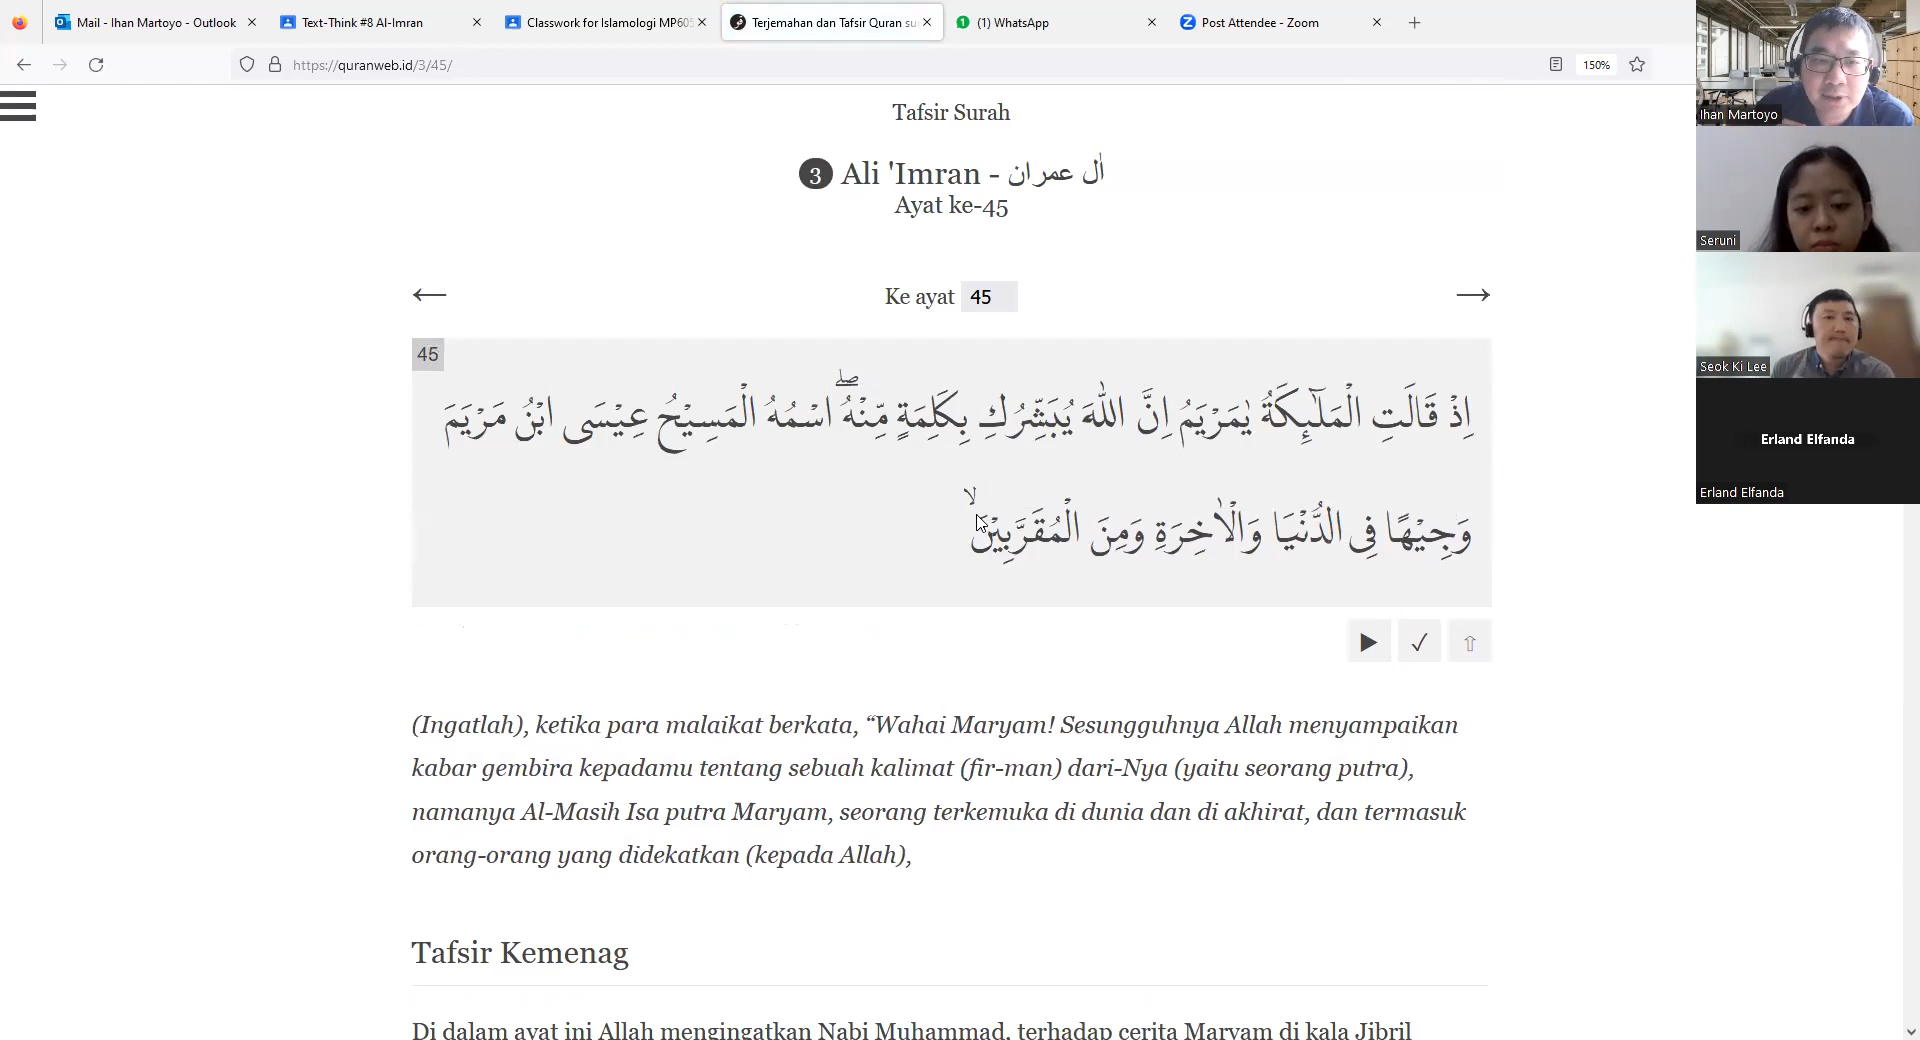 Mail - Ihan Martoyo - Outlook
Text-Think #8 Al-Imran
Classwork for Islamologi MP605
Terjemahan dan Tafsir Quran su
(1) WhatsApp
Post Attendee - Zoom
https://quranweb.id/3/45/
150%
Tafsir Surah
3 Ali 'Imran - اٰل عمران
Ayat ke-45
Ke ayat 45
45
اِذْ قَالَتِ الْمَلٰۤىِٕكَةُ يٰمَرْيَمُ اِنَّ اللّٰهَ يُبَشِّرُكِ بِكَلِمَةٍ مِّنْهُۖ اسْمُهُ الْمَسِيْحُ عِيْسَى ابْنُ مَرْيَمَ
وَجِيْهًا فِى الدُّنْيَا وَالْاٰخِرَةِ وَمِنَ الْمُقَرَّبِيْنَۙ
(Ingatlah), ketika para malaikat berkata, “Wahai Maryam! Sesungguhnya Allah menyampaikan
kabar gembira kepadamu tentang sebuah kalimat (fir-man) dari-Nya (yaitu seorang putra),
namanya Al-Masih Isa putra Maryam, seorang terkemuka di dunia dan di akhirat, dan termasuk
orang-orang yang didekatkan (kepada Allah),
Tafsir Kemenag
Di dalam ayat ini Allah mengingatkan Nabi Muhammad, terhadap cerita Maryam di kala Jibril
Ihan Martoyo
Seruni
Seok Ki Lee
Erland Elfanda
Erland Elfanda